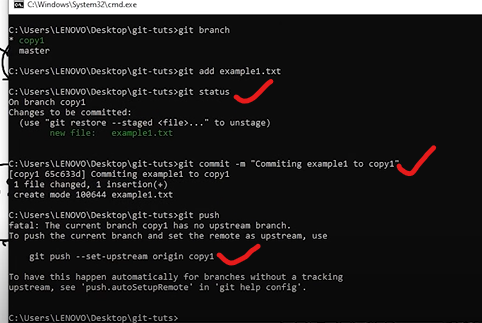 C:\Windows\System32\cmd.exe
C:\Users\LENOVO\Desktop\git-tuts>git branch
* copy1
  master
C:\Users\LENOVO\Desktop\git-tuts>git add example1.txt
C:\Users\LENOVO\Desktop\git-tuts>git status
On branch copy1
Changes to be committed:
  (use "git restore --staged <file>..." to unstage)
        new file:   example1.txt
C:\Users\LENOVO\Desktop\git-tuts>git commit -m "Commiting example1 to copy1"
[copy1 65c633d] Commiting example1 to copy1
 1 file changed, 1 insertion(+)
 create mode 100644 example1.txt
C:\Users\LENOVO\Desktop\git-tuts>git push
fatal: The current branch copy1 has no upstream branch.
To push the current branch and set the remote as upstream, use
    git push --set-upstream origin copy1
To have this happen automatically for branches without a tracking
upstream, see 'push.autoSetupRemote' in 'git help config'.
C:\Users\LENOVO\Desktop\git-tuts>